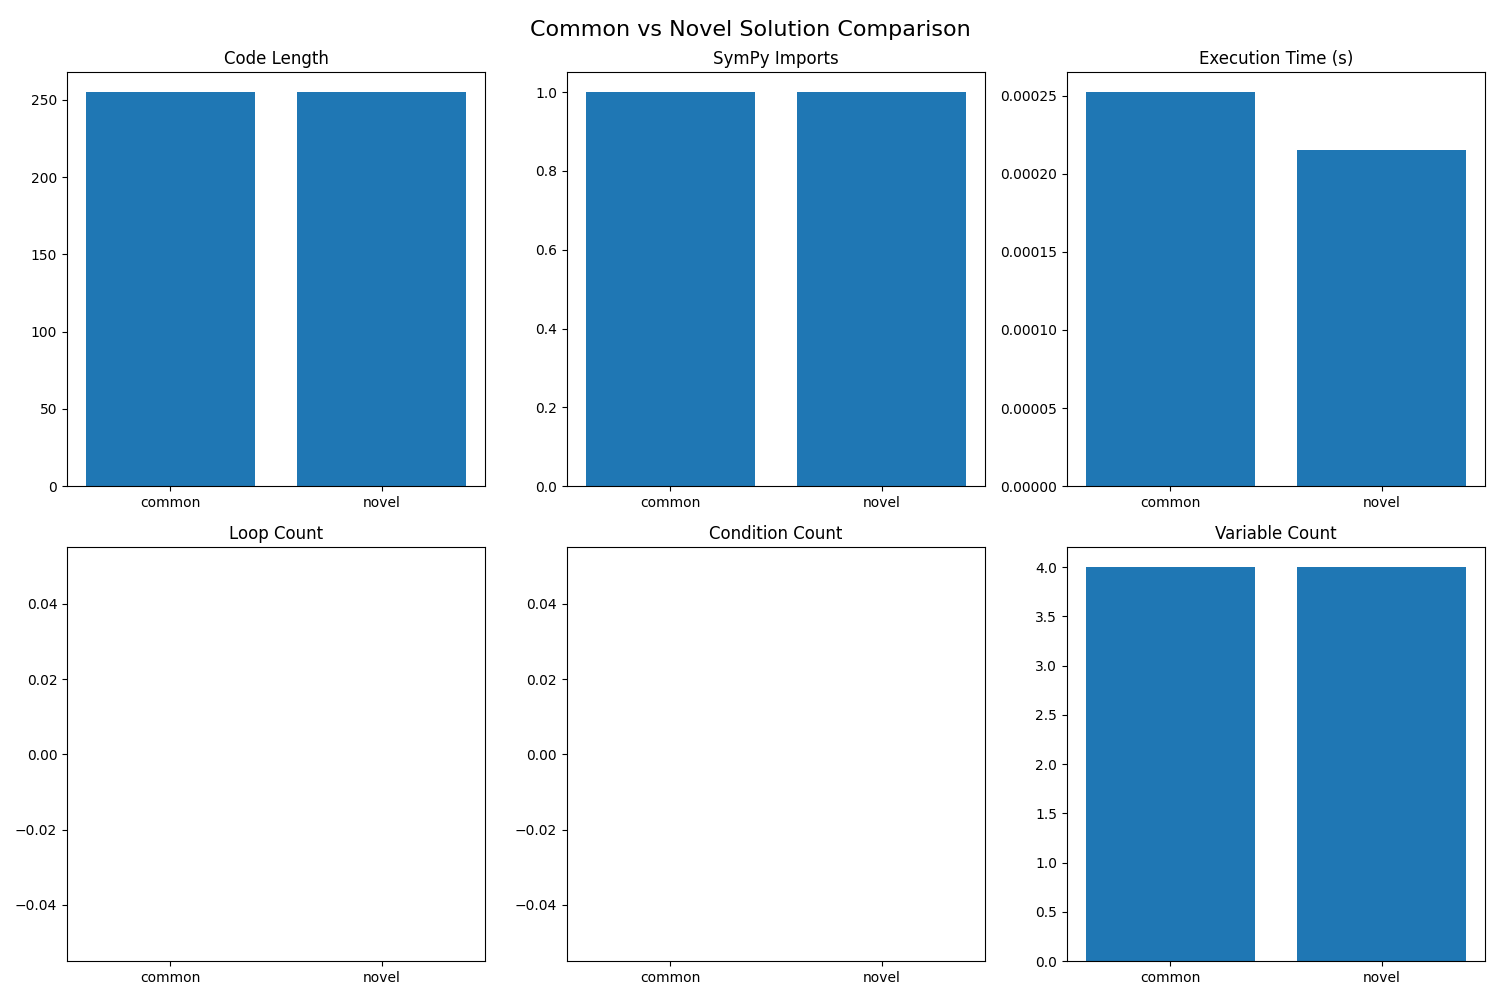 Common vs Novel Solution Comparison
Code Length
SymPy Imports
Execution Time (s)
250
200
150
100
50
0
common novel
1.0
0.8
0.6
0.4
0.2
0.0
common novel
0.00025
0.00020
0.00015
0.00010
0.00005
0.00000
common novel
Loop Count
Condition Count
Variable Count
0.04
0.02
0.00
−0.02
−0.04
common novel
0.04
0.02
0.00
−0.02
−0.04
common novel
4.0
3.5
3.0
2.5
2.0
1.5
1.0
0.5
0.0
common novel